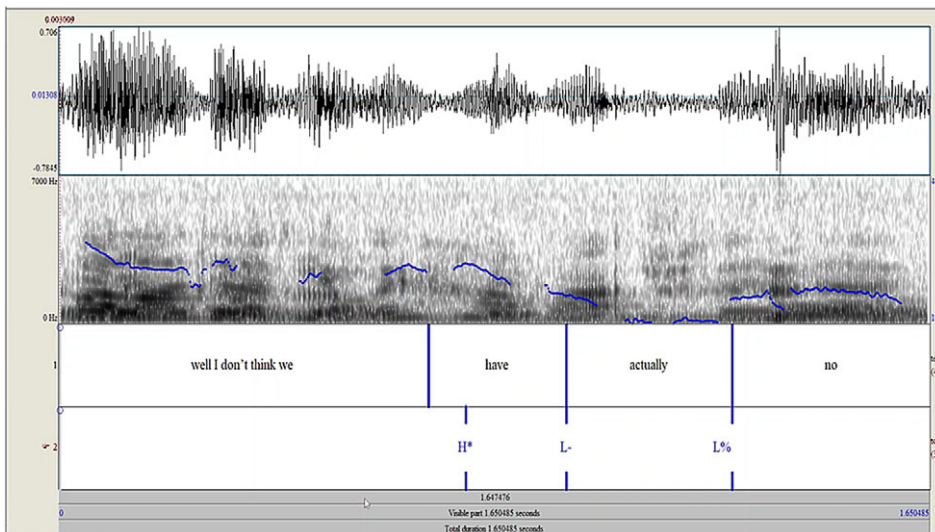 0.003009
0.706
0.01308
-0.7845
7000 Hz
0 Hz
1
well I don't think we
have
actually
no
2
H*
L-
L%
1.647476
0
Visible part 1.650485 seconds
1.650485
Total duration 1.650485 seconds